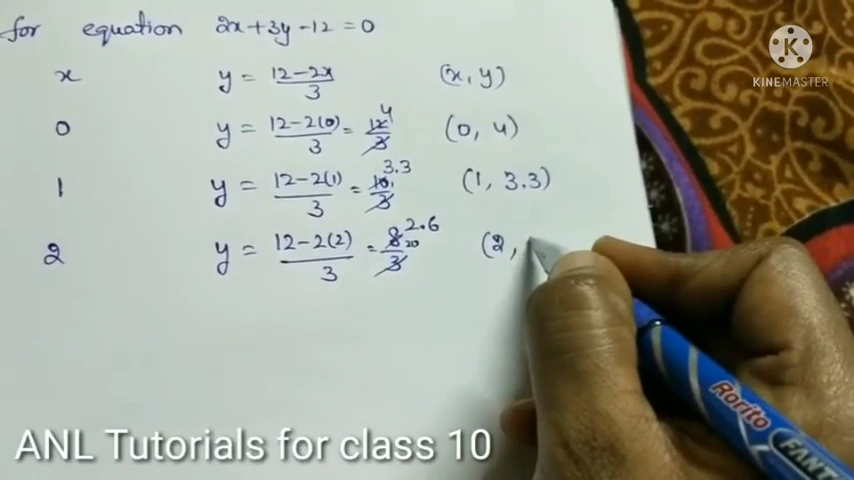 for equation 2x+3y-12=0
x y = 12-2x/3 (x, y)
0 y = 12-2(0)/3 = 12/3 4 (0, 4)
1 y = 12-2(1)/3 = 10/3 3.3 (1, 3.3)
2 y = 12-2(2)/3 = 8/3 2.6 20 (2,
KINEMASTER
Rorito
FANT
ANL Tutorials for class 10